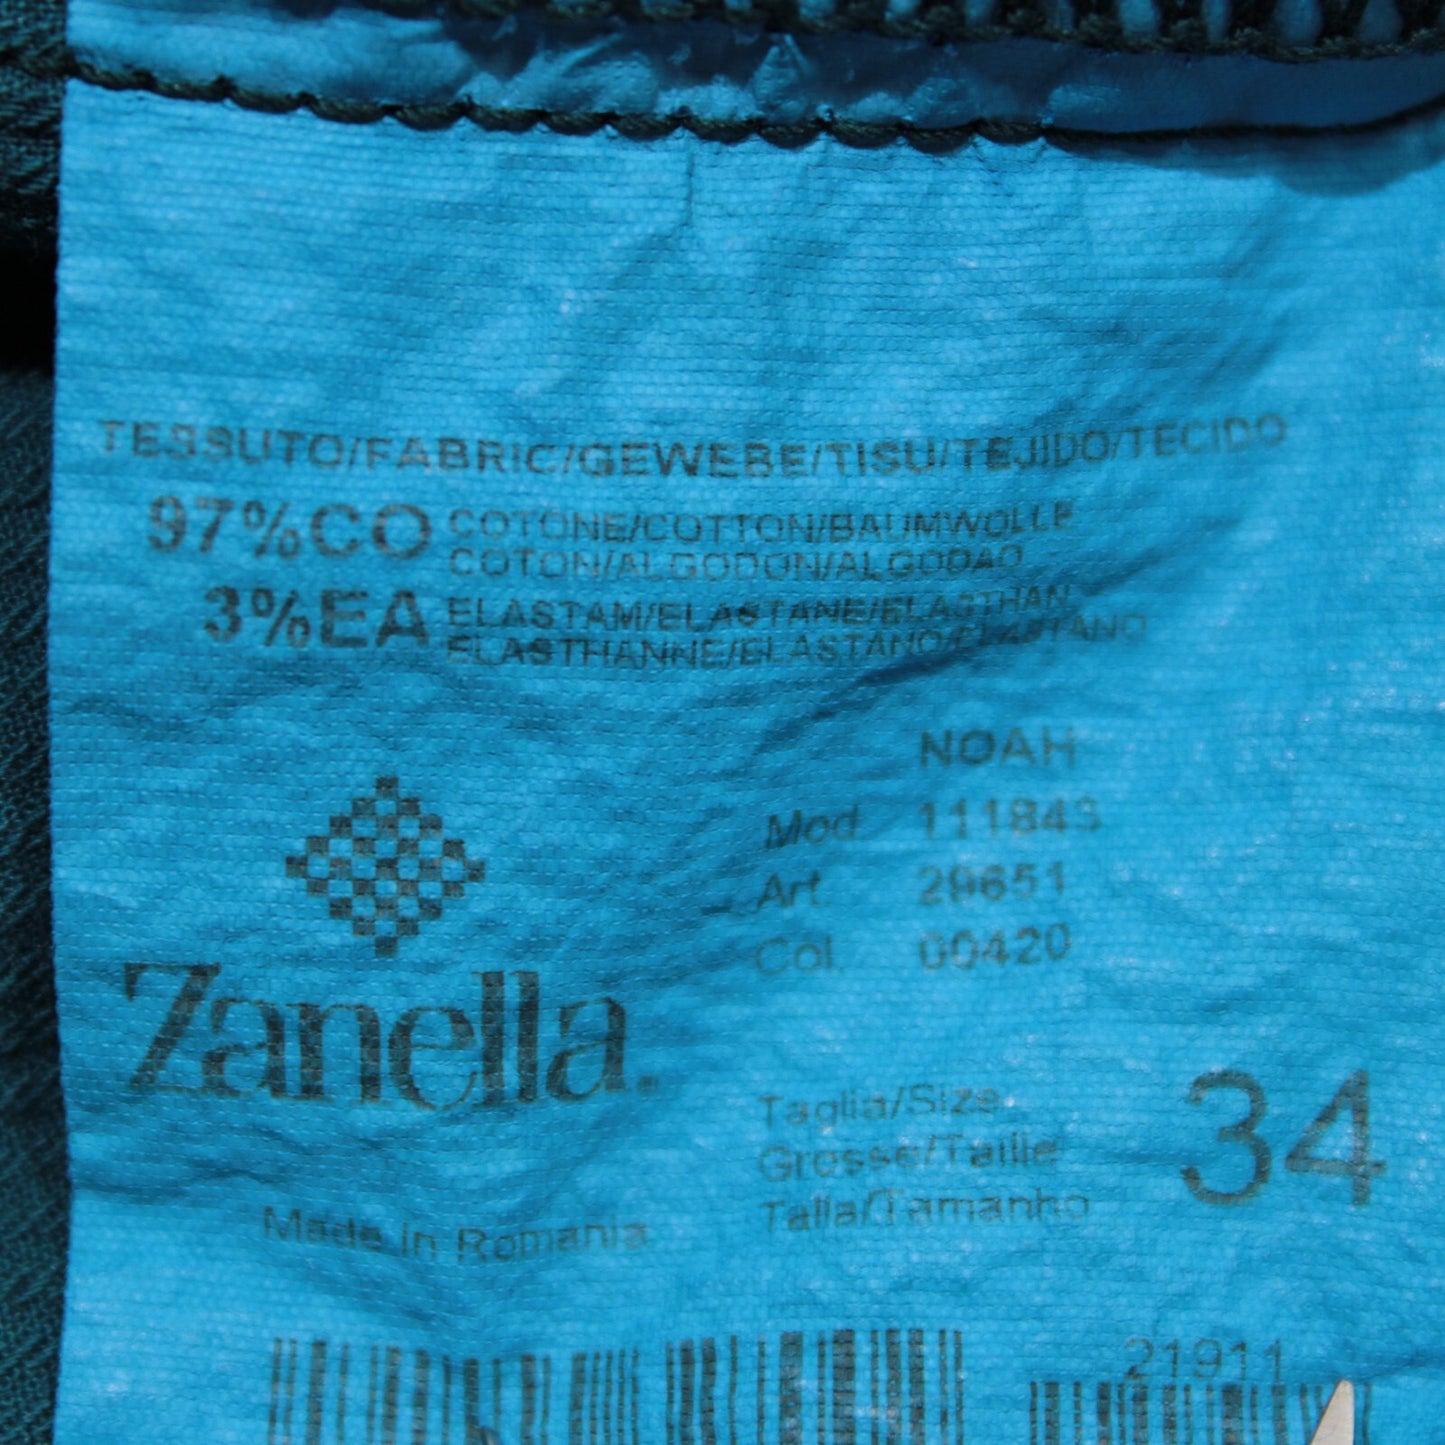 TESSUTO/FABRIC/GEWEBE/TISU/TEJIDO/TECIDO
97%CO COTONE/COTTON/BAUMWOLLE
COTON/ALGODON/ALGODAO
3%EA ELASTAM/ELASTANE/ELASTHAN
ELASTHANNE/ELASTANO/ELASTANO
NOAH
Mod. 111843
Art. 29651
Col. 00420
Zanella.
Taglia/Size
Grosse/Taille
Talla/Tamanho
34
Made in Romania
21911